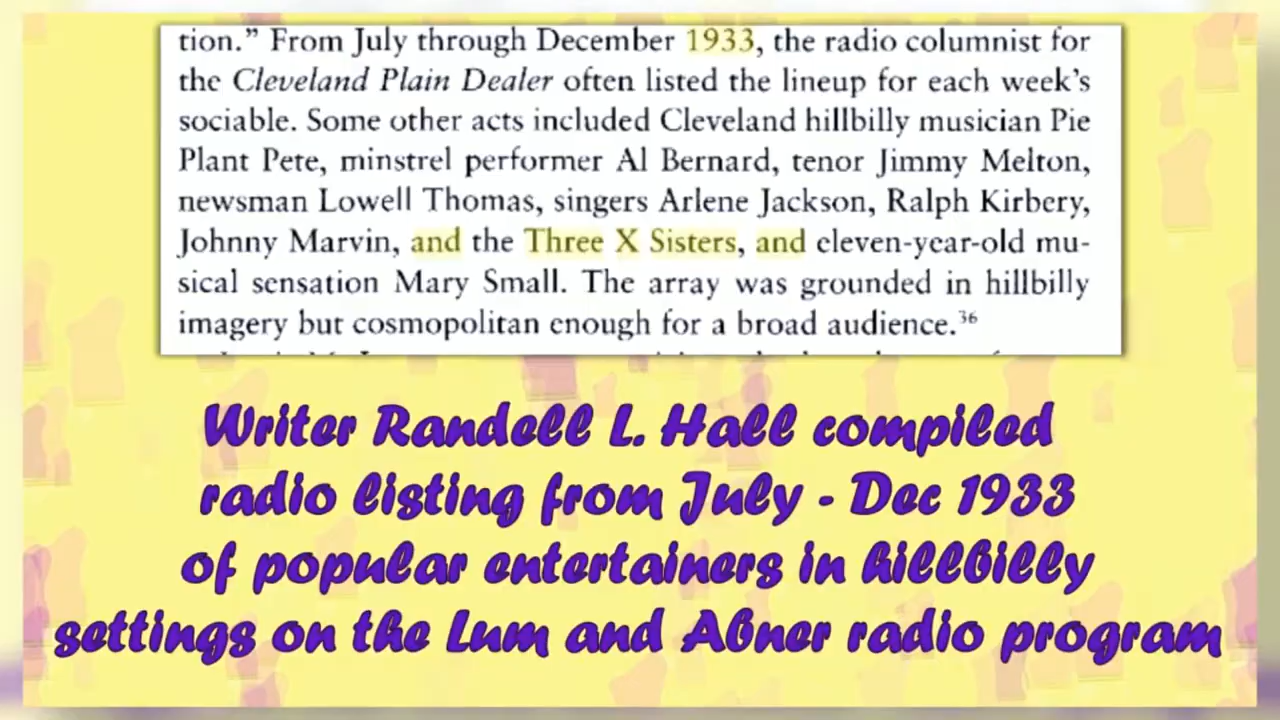 tion.” From July through December 1933, the radio columnist for
the Cleveland Plain Dealer often listed the lineup for each week’s
sociable. Some other acts included Cleveland hillbilly musician Pie
Plant Pete, minstrel performer Al Bernard, tenor Jimmy Melton,
newsman Lowell Thomas, singers Arlene Jackson, Ralph Kirbery,
Johnny Marvin, and the Three X Sisters, and eleven-year-old mu-
sical sensation Mary Small. The array was grounded in hillbilly
imagery but cosmopolitan enough for a broad audience.³⁶
Writer Randell L. Hall compiled
radio listing from July - Dec 1933
of popular entertainers in hillbilly
settings on the Lum and Abner radio program